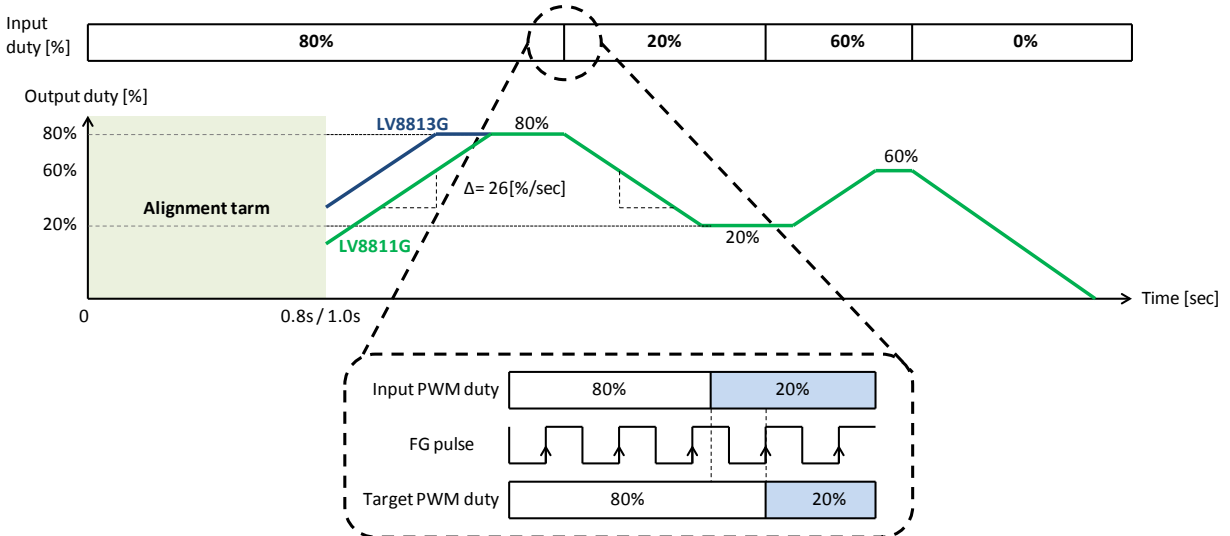 Input
duty [%]
80% 20% 60% 0%
Output duty [%]
80%
60%
20%
LV8813G
80%
60%
Δ= 26[%/sec]
Alignment tarm
20%
LV8811G
0
0.8s / 1.0s
Time [sec]
Input PWM duty 80% 20%
FG pulse
Target PWM duty 80% 20%